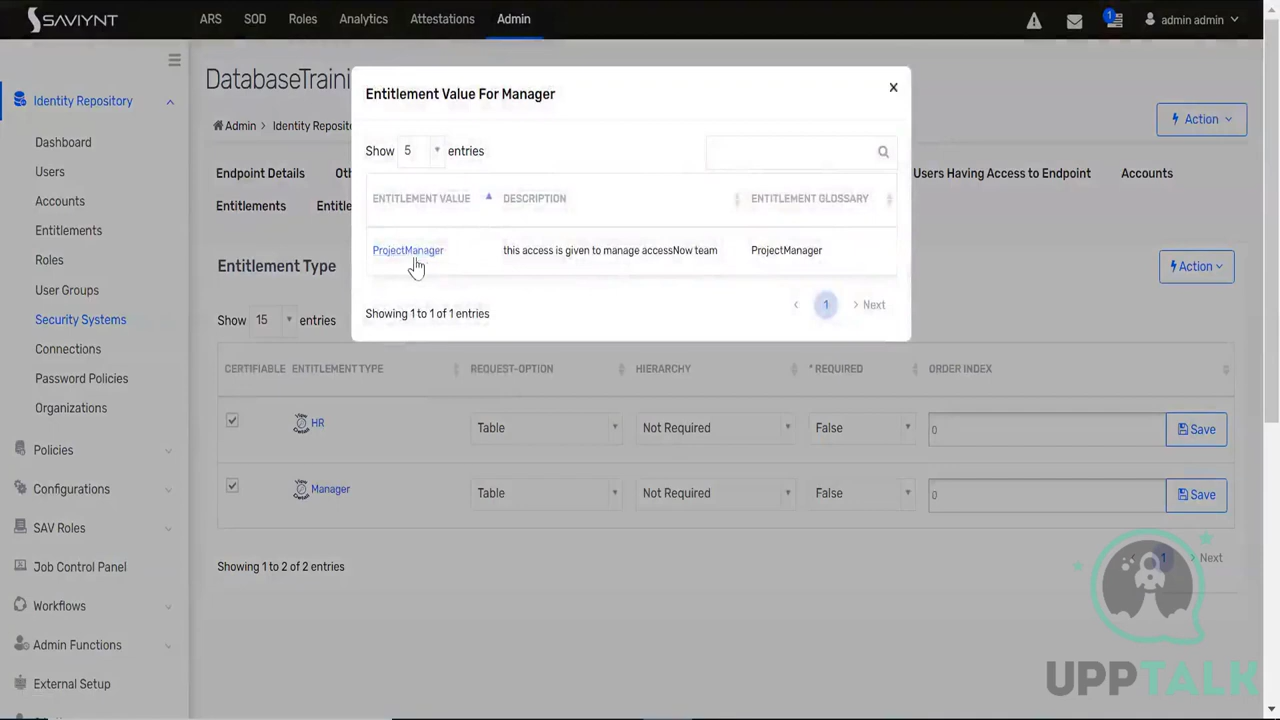 SAVIYNT
ARS SOD Roles Analytics Attestations Admin
1
admin admin
Identity Repository
Dashboard
Users
Accounts
Entitlements
Roles
User Groups
Security Systems
Connections
Password Policies
Organizations
Policies
Configurations
SAV Roles
Job Control Panel
Workflows
Admin Functions
External Setup
DatabaseTraini
Admin > Identity Reposito
Action
Endpoint Details
Users Having Access to Endpoint
Accounts
Entitlements
Entitle
Entitlement Value For Manager
x
Show 5 entries
ENTITLEMENT VALUE DESCRIPTION ENTITLEMENT GLOSSARY
ProjectManager this access is given to manage accessNow team ProjectManager
Showing 1 to 1 of 1 entries
1 Next
Entitlement Type
Action
Show 15 entries
CERTIFIABLE ENTITLEMENT TYPE REQUEST-OPTION HIERARCHY * REQUIRED ORDER INDEX
HR Table Not Required False 0 Save
Manager Table Not Required False 0 Save
Showing 1 to 2 of 2 entries
1 Next
UPPTALK